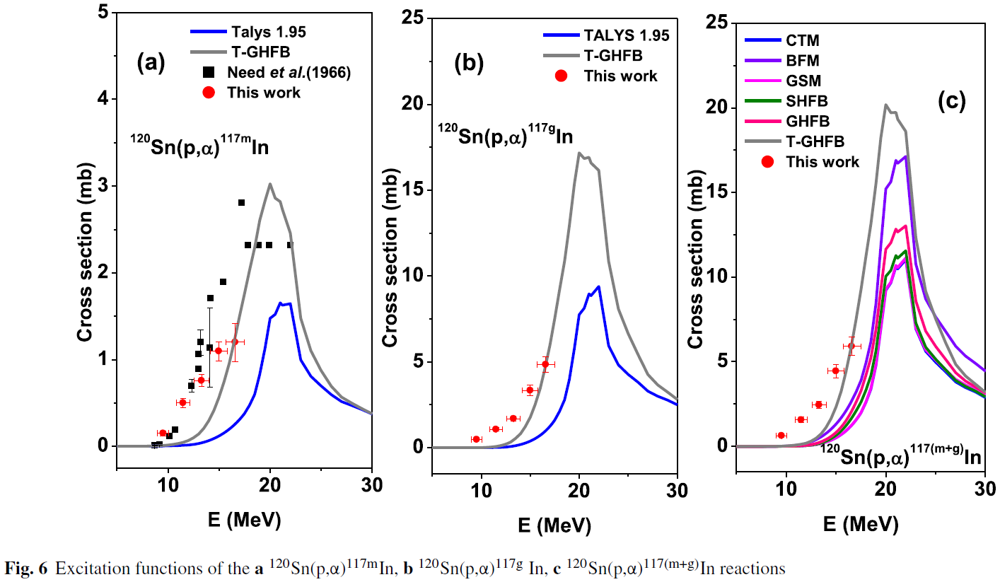 5
4
3
2
1
0
10
20
30
Cross section (mb)
E (MeV)
(a)
Talys 1.95
T-GHFB
Need et al.(1966)
This work
120Sn(p,α)117mIn
25
20
15
10
5
0
10
20
30
Cross section (mb)
E (MeV)
(b)
TALYS 1.95
T-GHFB
This work
120Sn(p,α)117gIn
25
20
15
10
5
0
10
20
30
Cross section (mb)
E (MeV)
(c)
CTM
BFM
GSM
SHFB
GHFB
T-GHFB
This work
120Sn(p,α)117(m+g)In
Fig. 6 Excitation functions of the a 120Sn(p,α)117mIn, b 120Sn(p,α)117g In, c 120Sn(p,α)117(m+g)In reactions